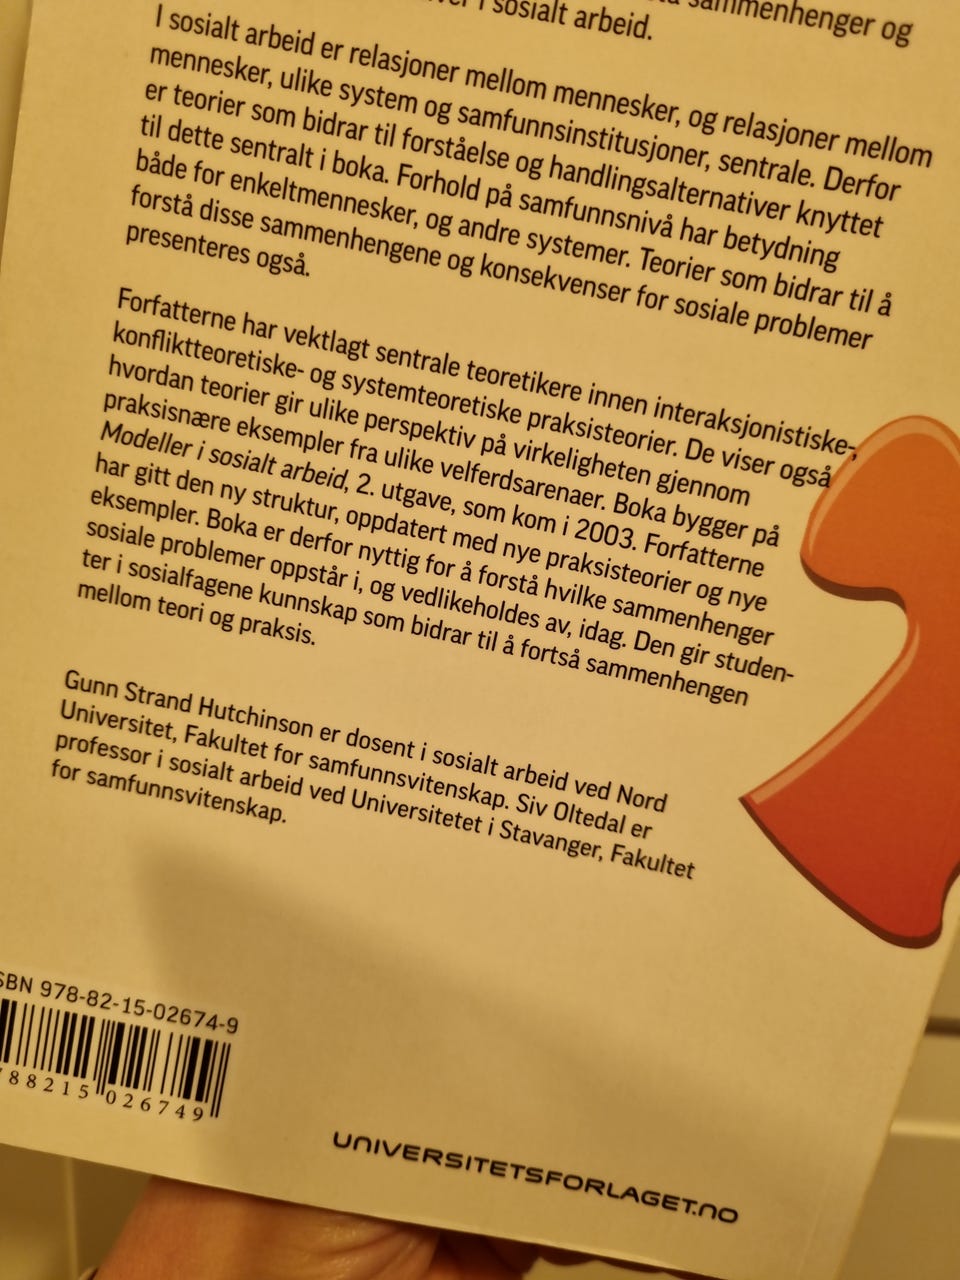 sammenhenger og
i sosialt arbeid.
I sosialt arbeid er relasjoner mellom mennesker, og relasjoner mellom
mennesker, ulike system og samfunnsinstitusjoner, sentrale. Derfor
er teorier som bidrar til forståelse og handlingsalternativer knyttet
til dette sentralt i boka. Forhold på samfunnsnivå har betydning
både for enkeltmennesker, og andre systemer. Teorier som bidrar til å
forstå disse sammenhengene og konsekvenser for sosiale problemer
presenteres også.
Forfatterne har vektlagt sentrale teoretikere innen interaksjonistiske-,
konfliktteoretiske- og systemteoretiske praksisteorier. De viser også
hvordan teorier gir ulike perspektiv på virkeligheten gjennom
praksisnære eksempler fra ulike velferdsarenaer. Boka bygger på
Modeller i sosialt arbeid, 2. utgave, som kom i 2003. Forfatterne
har gitt den ny struktur, oppdatert med nye praksisteorier og nye
eksempler. Boka er derfor nyttig for å forstå hvilke sammenhenger
sosiale problemer oppstår i, og vedlikeholdes av, idag. Den gir studen-
ter i sosialfagene kunnskap som bidrar til å fortså sammenhengen
mellom teori og praksis.
Gunn Strand Hutchinson er dosent i sosialt arbeid ved Nord
Universitet, Fakultet for samfunnsvitenskap. Siv Oltedal er
professor i sosialt arbeid ved Universitetet i Stavanger, Fakultet
for samfunnsvitenskap.
SBN 978-82-15-02674-9
788215 026749
UNIVERSITETSFORLAGET.NO